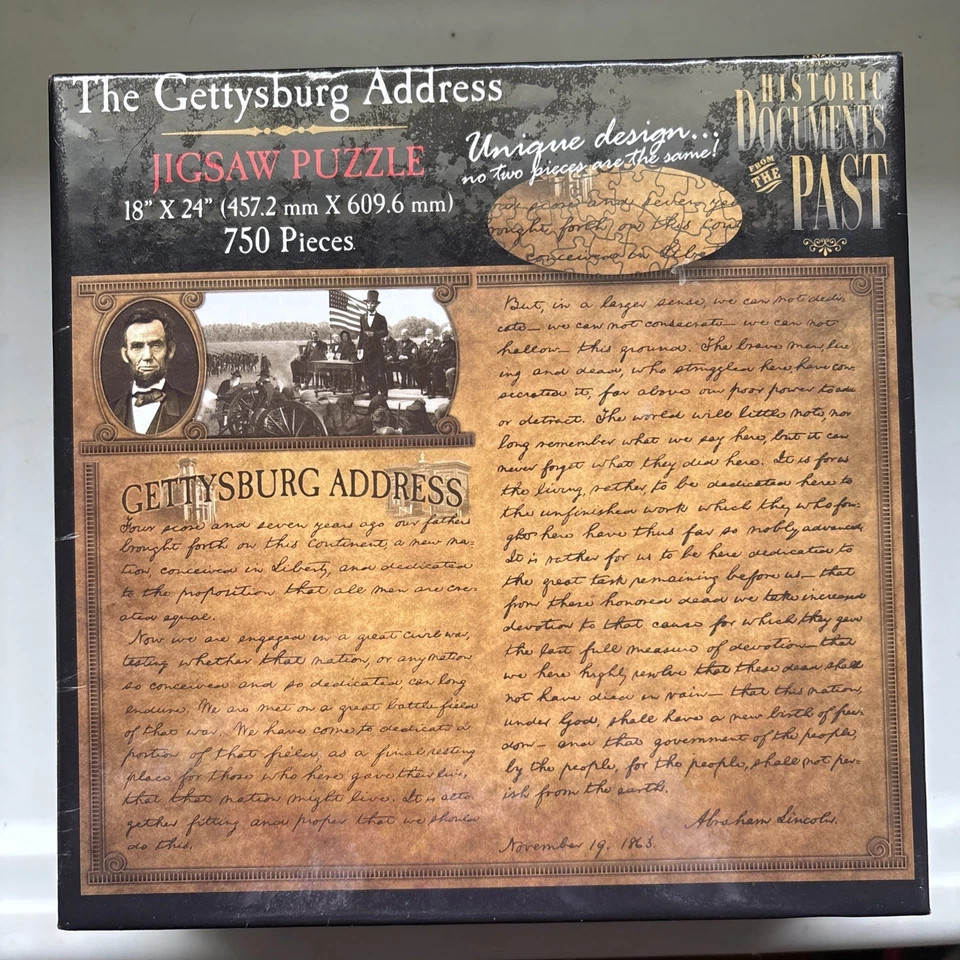 The Gettysburg Address
JIGSAW PUZZLE
18" X 24" (457.2 mm X 609.6 mm)
750 Pieces
Unique design...
no two pieces are the same!
HISTORIC
DOCUMENTS
FROM
THE
PAST
our score and seven ye
ought forth on this con
conceived in Libe
GETTYSBURG ADDRESS
Four score and seven years ago our father
brought forth on this continent, a new na-
tion, conceived in Liberty, and dedicated
to the proposition that all men are cre-
ated equal.
Now we are engaged in a great civil war,
testing whether that nation, or any nation
so conceived and so dedicated can long
endure. We are met on a great battle field
of that war. We have come to dedicate a
portion of that field, as a final resting
place for those who here gave their lives,
that that nation might live. It is alto
gether fitting and proper that we should
do this.
But, in a larger sense, we can not dedi-
cate— we can not consecrate— we can not
hallow— this ground. The brave men, liv
ing and dead, who struggled here, have con-
secrated it, far above our poor power to add
or detract. The world will little note, nor
long remember what we say here, but it can
never forget what they did here. It is for us
the living, rather, to be dedicated here to
the unfinished work which they who fou-
ght here have thus far so nobly advanced.
It is rather for us to be here dedicated to
the great task remaining before us— that
from these honored dead we take increased
devotion to that cause for which they gave
the last full measure of devotion— that
we here highly resolve that these dead shall
not have died in vain— that this nation,
under God, shall have a new birth of free
dom— and that government of the people,
by the people, for the people, shall not per-
ish from the earth.
Abraham Lincoln.
November 19, 1863.